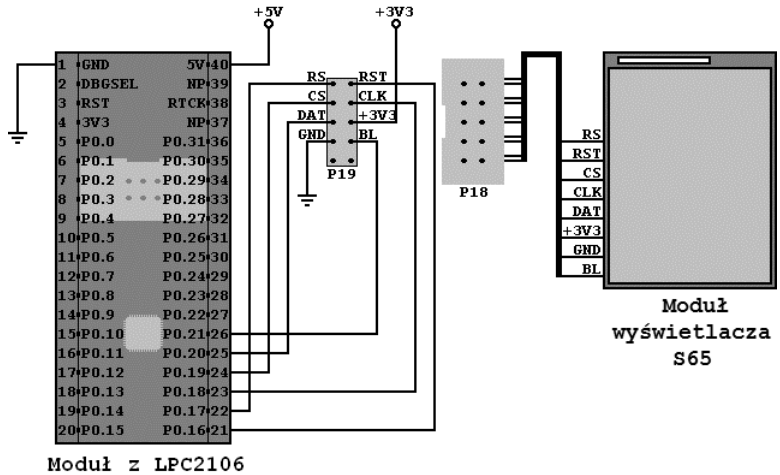 +5V
+3V3
1 GND 5V 40
2 DBGSEL NP 39
3 RST RTCK 38
4 3V3 NP 37
5 P0.0 P0.31 36
6 P0.1 P0.30 35
7 P0.2 P0.29 34
8 P0.3 P0.28 33
9 P0.4 P0.27 32
10 P0.5 P0.26 31
11 P0.6 P0.25 30
12 P0.7 P0.24 29
13 P0.8 P0.23 28
14 P0.9 P0.22 27
15 P0.10 P0.21 26
16 P0.11 P0.20 25
17 P0.12 P0.19 24
18 P0.13 P0.18 23
19 P0.14 P0.17 22
20 P0.15 P0.16 21
Moduł z LPC2106
RS RST
CS CLK
DAT +3V3
GND BL
P19
P18
RS
RST
CS
CLK
DAT
+3V3
GND
BL
Moduł
wyświetlacza
S65